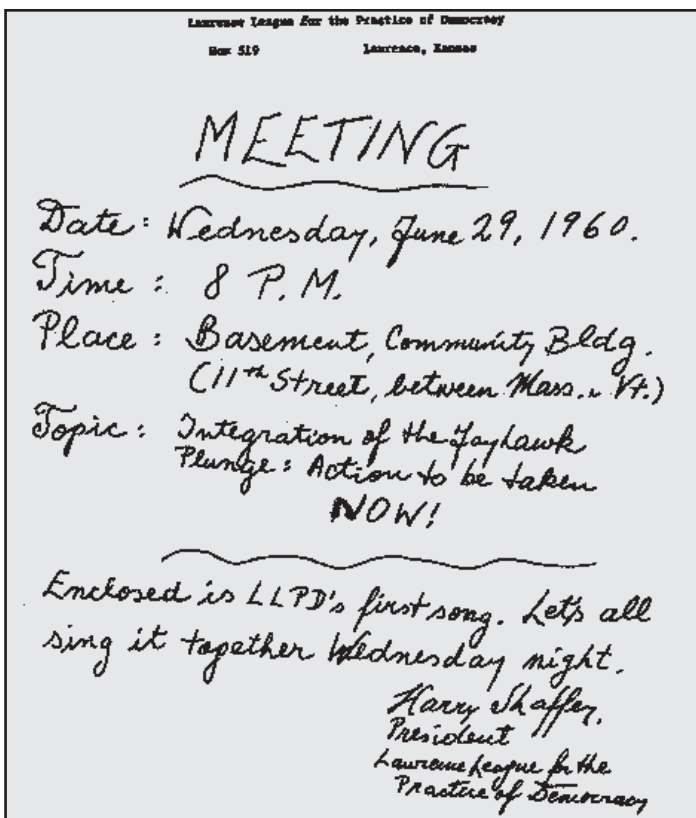 Lawrence League for the Practice of Democracy
Box 519 Lawrence, Kansas
MEETING
Date: Wednesday, June 29, 1960.
Time: 8 P.M.
Place: Basement, Community Bldg.
(11th Street, between Mass. & Vt.)
Topic: Integration of the Jayhawk
Plunge: Action to be taken
NOW!
Enclosed is LLPD's first song. Let's all
sing it together Wednesday night.
Harry Shaffer,
President
Lawrence League for the
Practice of Democracy